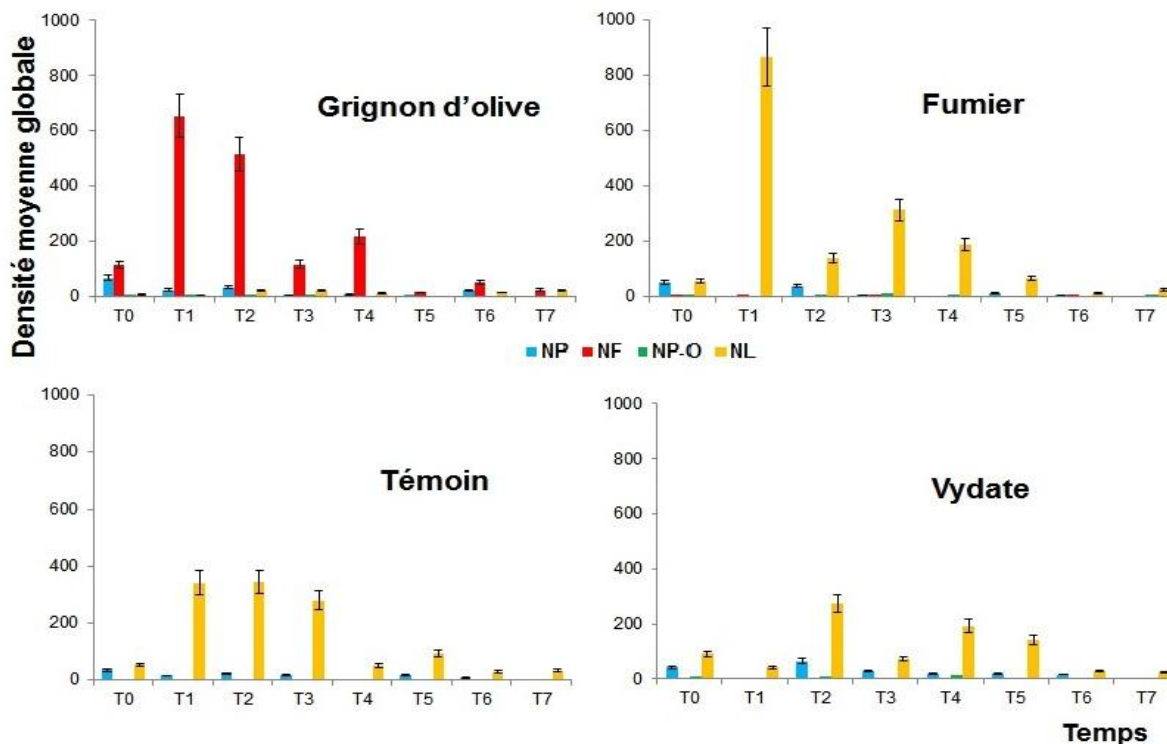 Densité moyenne globale
1000
800
600
400
200
0
Grignon d'olive
T0 T1 T2 T3 T4 T5 T6 T7
1000
800
600
400
200
0
Fumier
T0 T1 T2 T3 T4 T5 T6 T7
NP NF NP-O NL
1000
800
600
400
200
0
Témoin
T0 T1 T2 T3 T4 T5 T6 T7
1000
800
600
400
200
0
Vydate
T0 T1 T2 T3 T4 T5 T6 T7
Temps